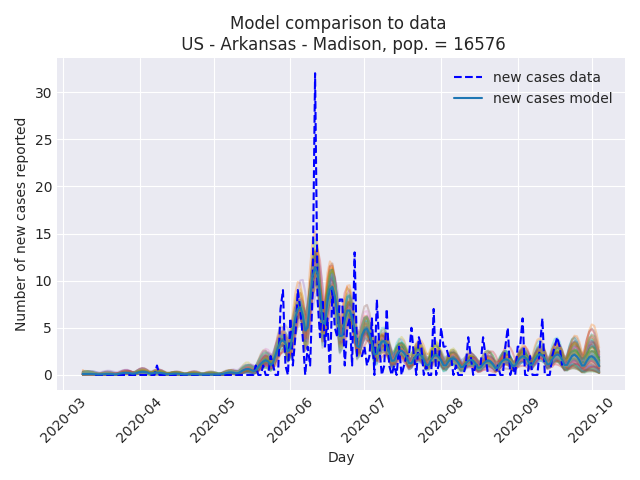 Model comparison to data
US - Arkansas - Madison, pop. = 16576
new cases data
new cases model
Number of new cases reported
30
25
20
15
10
5
0
2020-03
2020-04
2020-05
2020-06
2020-07
2020-08
2020-09
2020-10
Day